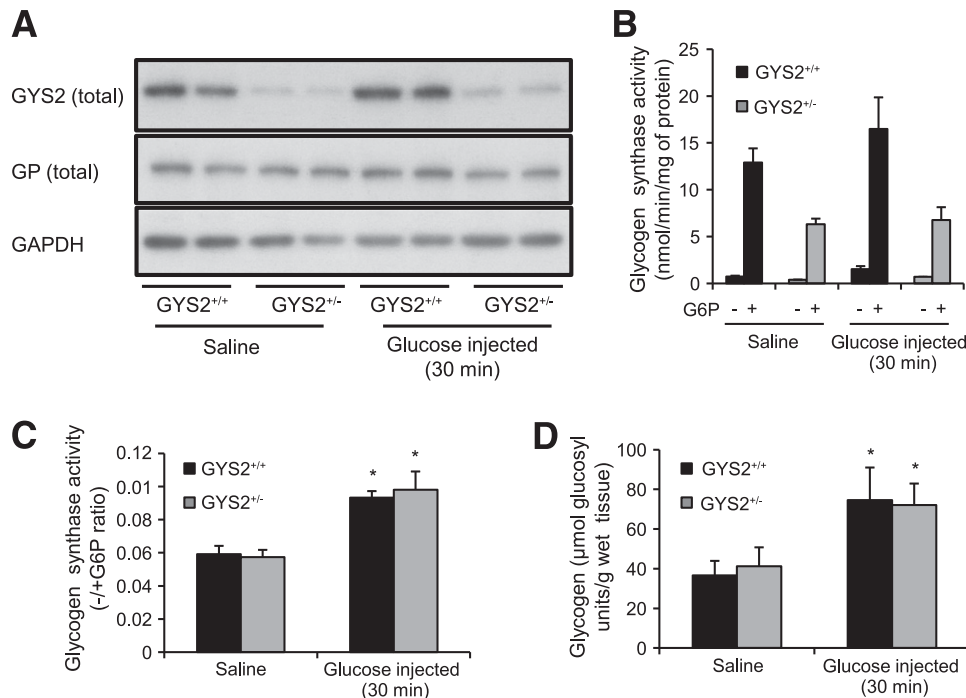 A
GYS2 (total)
GP (total)
GAPDH
GYS2+/+ GYS2+/- GYS2+/+ GYS2+/-
Saline Glucose injected
(30 min)
B
Glycogen synthase activity
(nmol/min/mg of protein)
25
20
15
10
5
0
GYS2+/+
GYS2+/-
G6P - + - + - + - +
Saline Glucose injected
(30 min)
C
Glycogen synthase activity
(-/+G6P ratio)
0.12
0.1
0.08
0.06
0.04
0.02
0
GYS2+/+
GYS2+/-
* *
Saline Glucose injected
(30 min)
D
Glycogen (µmol glucosyl
units/g wet tissue)
100
80
60
40
80
0
GYS2+/+
GYS2+/-
* *
Saline Glucose injected
(30 min)